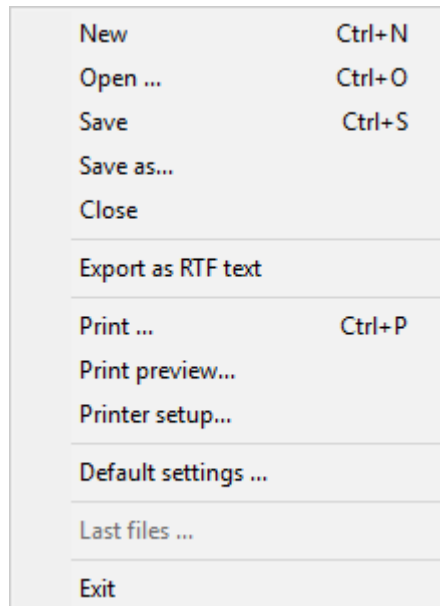 New Ctrl+N
Open ... Ctrl+O
Save Ctrl+S
Save as...
Close
Export as RTF text
Print ... Ctrl+P
Print preview...
Printer setup...
Default settings ...
Last files ...
Exit